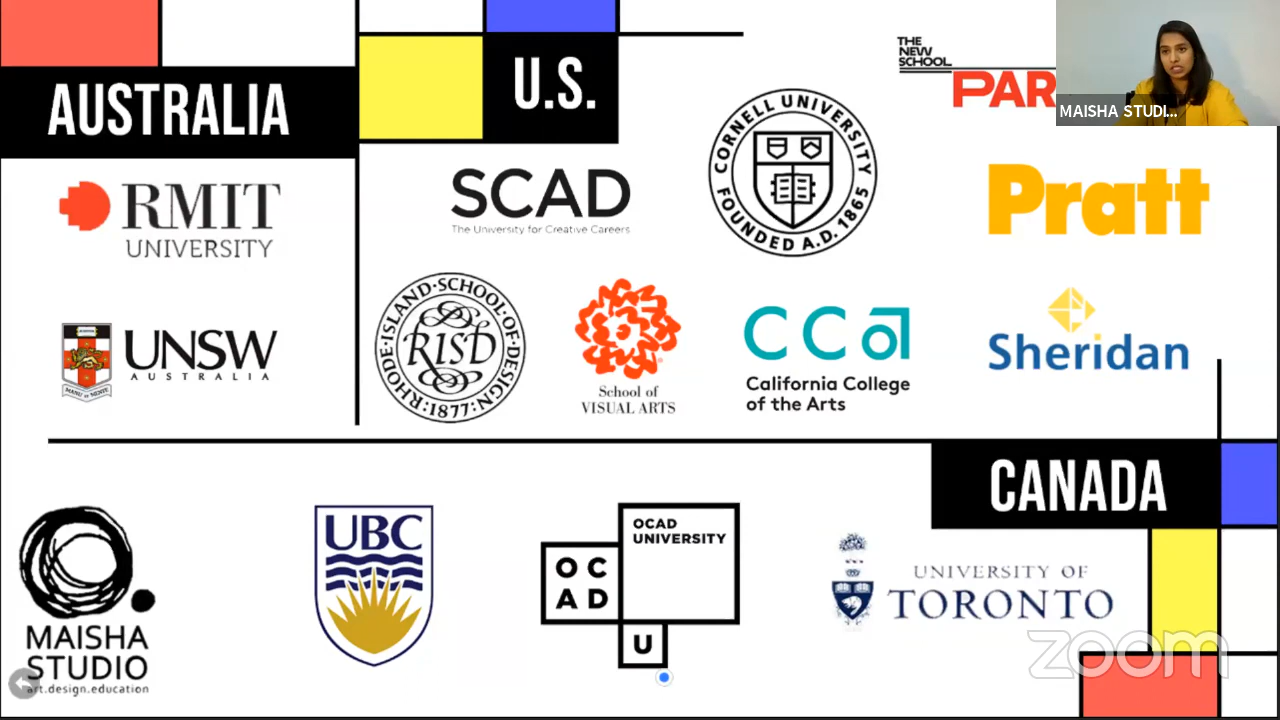 AUSTRALIA
RMIT
UNIVERSITY
UNSW
AUSTRALIA
U.S.
SCAD
The University for Creative Careers
CORNELL UNIVERSITY
FOUNDED A.D. 1865
THE
NEW
SCHOOL
PAR
MAISHA STUDI...
Pratt
RHODE·ISLAND·SCHOOL·OF·DESIGN
RISD
:1877:
School of
VISUAL ARTS
CCA
California College
of the Arts
Sheridan
CANADA
MAISHA
STUDIO
art.design.education
UBC
OCAD
UNIVERSITY
OC
AD
U
UNIVERSITY OF
TORONTO
zoom